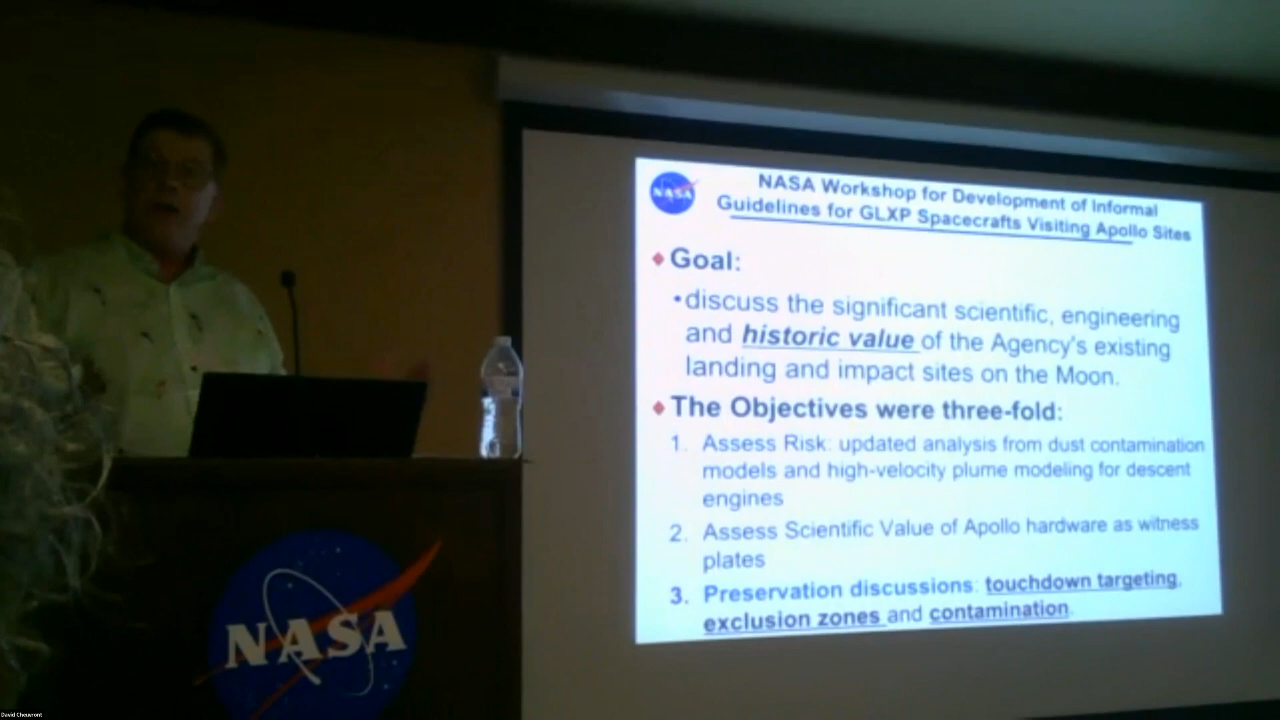 NASA
NASA Workshop for Development of Informal
Guidelines for GLXP Spacecrafts Visiting Apollo Sites
Goal:
•discuss the significant scientific, engineering
and historic value of the Agency's existing
landing and impact sites on the Moon.
The Objectives were three-fold:
1. Assess Risk: updated analysis from dust contamination
models and high-velocity plume modeling for descent
engines
2. Assess Scientific Value of Apollo hardware as witness
plates
3. Preservation discussions: touchdown targeting,
exclusion zones and contamination.
NASA
David Cheuvront